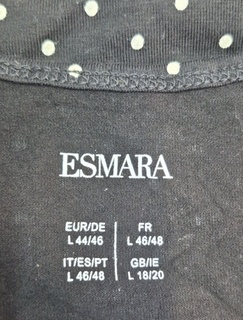 ESMARA
EUR/DE
L 44/46
FR
L 46/48
IT/ES/PT
L 46/48
GB/IE
L 18/20